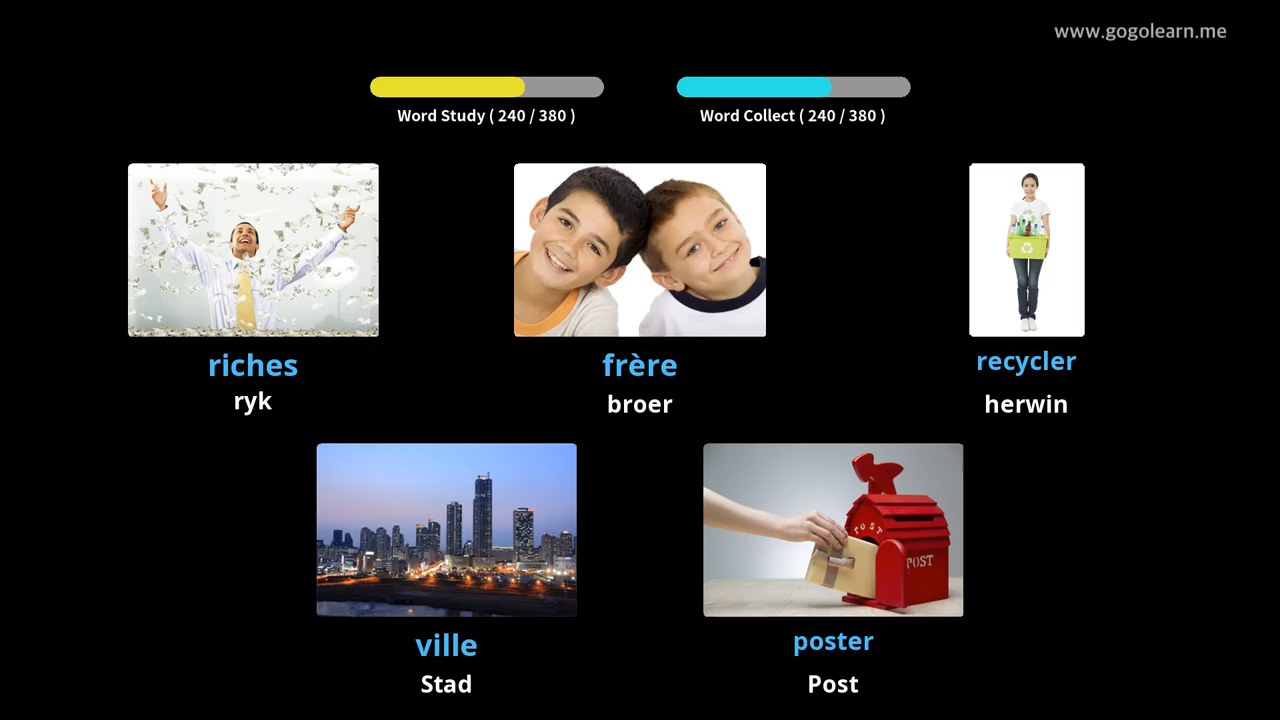 www.gogolearn.me
Word Study ( 240 / 380 )
Word Collect ( 240 / 380 )
riches
ryk
frère
broer
recycler
herwin
POST
POST
ville
Stad
poster
Post